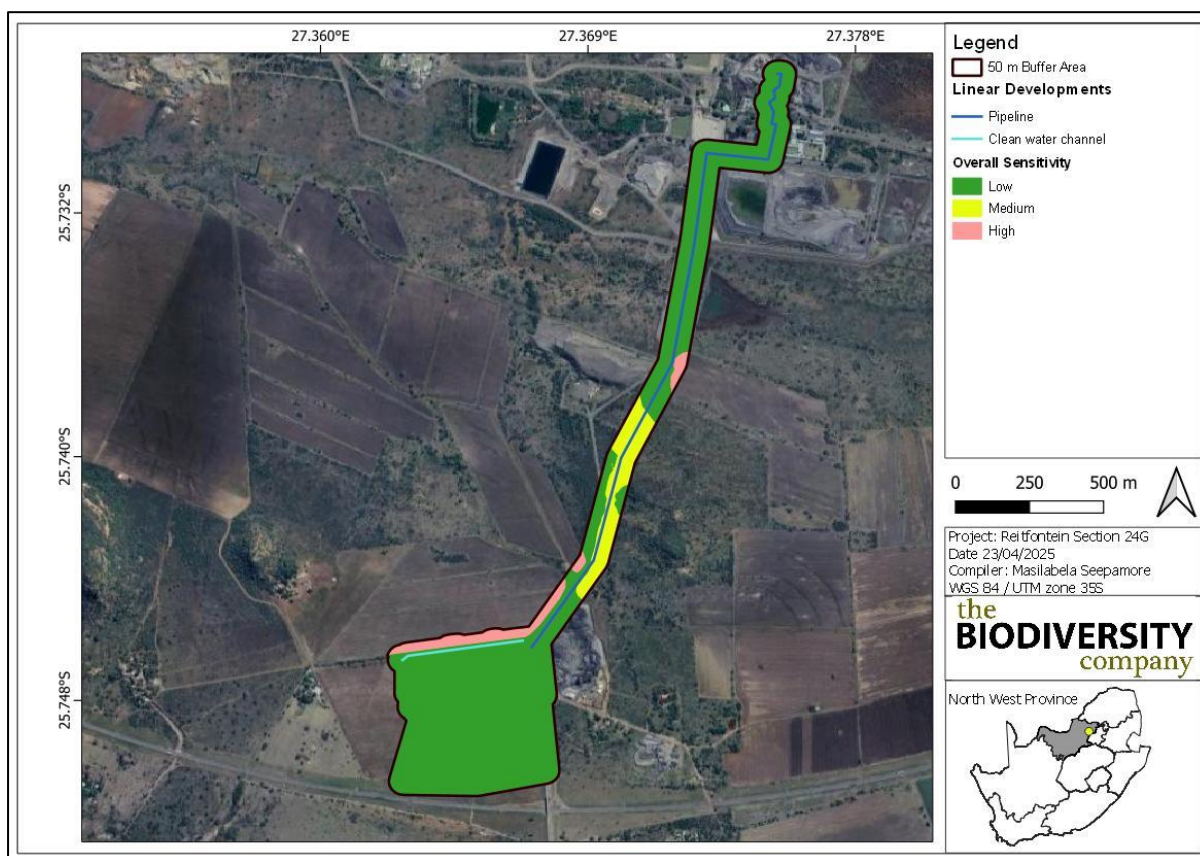 27.360°E
27.369°E
27.378°E
25.732°S
25.740°S
25.748°S
Legend
50 m Buffer Area
Linear Developments
Pipeline
Clean water channel
Overall Sensitivity
Low
Medium
High
0 250 500 m
Project: Reitfontein Section 24G
Date 23/04/2025
Compiler: Masilabela Seepamore
WGS 84 / UTM zone 35S
the
BIODIVERSITY
company
North West Province